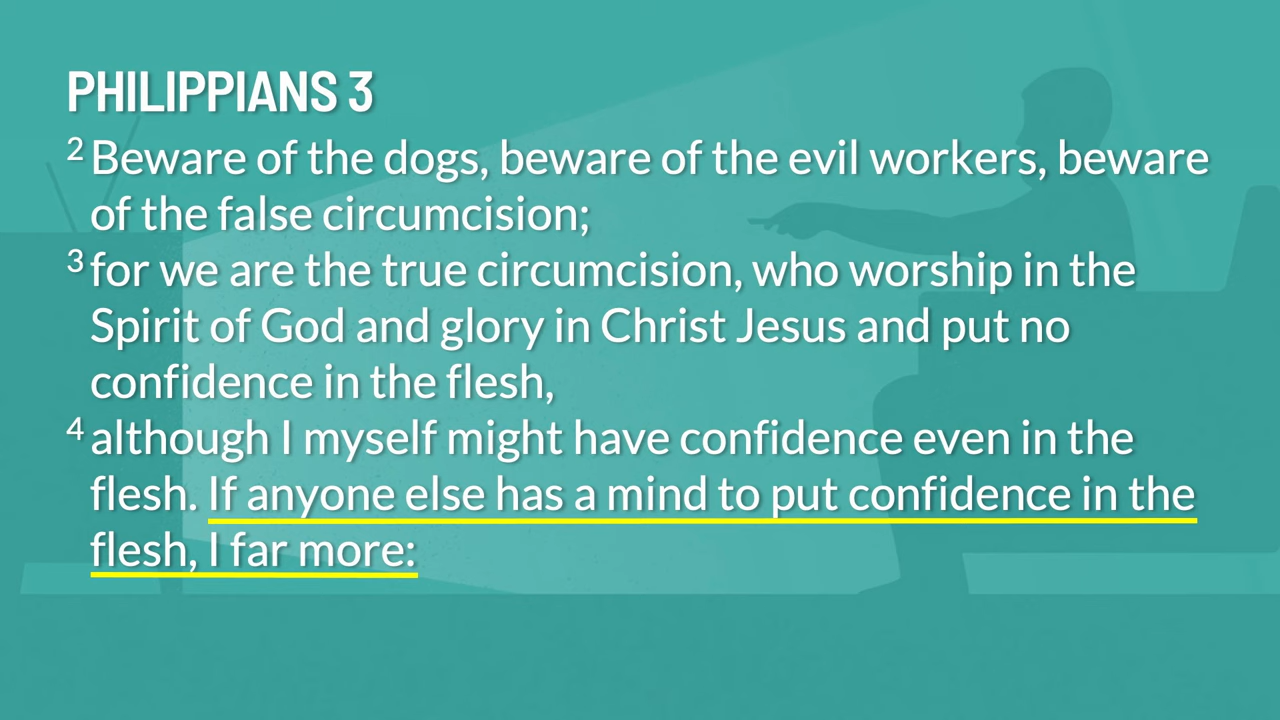 PHILIPPIANS 3
2 Beware of the dogs, beware of the evil workers, beware
of the false circumcision;
3 for we are the true circumcision, who worship in the
Spirit of God and glory in Christ Jesus and put no
confidence in the flesh,
4 although I myself might have confidence even in the
flesh. If anyone else has a mind to put confidence in the
flesh, I far more: